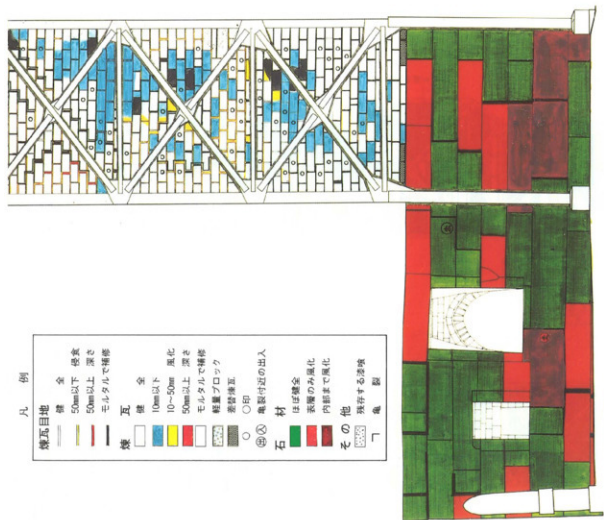 凡例
煉瓦目地
健全
50mm以下 侵食
50mm以上 深さ
モルタルで補修
煉瓦
健全
10mm以下
10〜50mm 風化
50mm以上 深さ
モルタルで補修
軽量ブロック
差替煉瓦
○ ○印
凹入 亀裂付近の出入
石材
ほぼ健全
表層のみ風化
内部まで風化
その他
残存する漆喰
亀裂